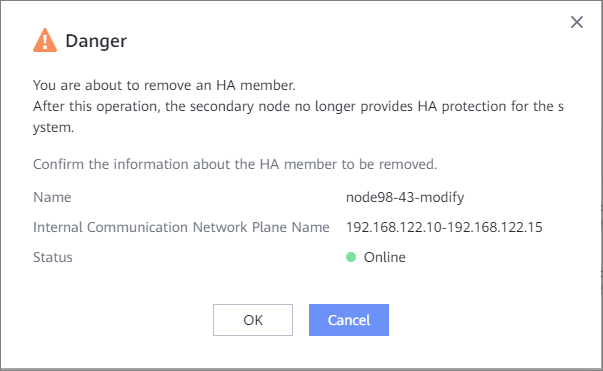 Danger
You are about to remove an HA member.
After this operation, the secondary node no longer provides HA protection for the s
ystem.
Confirm the information about the HA member to be removed.
Name node98-43-modify
Internal Communication Network Plane Name 192.168.122.10-192.168.122.15
Status Online
OK Cancel